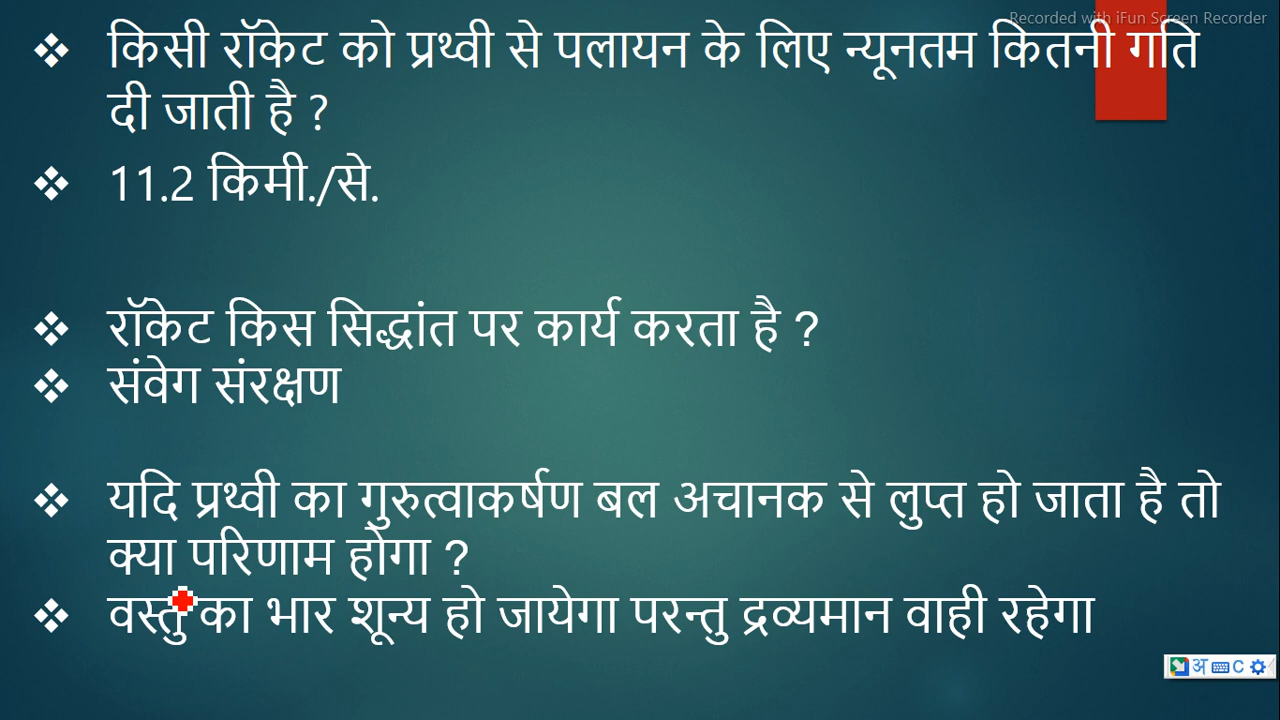 Recorded with iFun Screen Recorder
❖ किसी रॉकेट को प्रथ्वी से पलायन के लिए न्यूनतम कितनी गति
दी जाती है ?
❖ 11.2 किमी./से.
❖ रॉकेट किस सिद्धांत पर कार्य करता है ?
❖ संवेग संरक्षण
❖ यदि प्रथ्वी का गुरुत्वाकर्षण बल अचानक से लुप्त हो जाता है तो
क्या परिणाम होगा ?
❖ वस्तु का भार शून्य हो जायेगा परन्तु द्रव्यमान वाही रहेगा
अ C